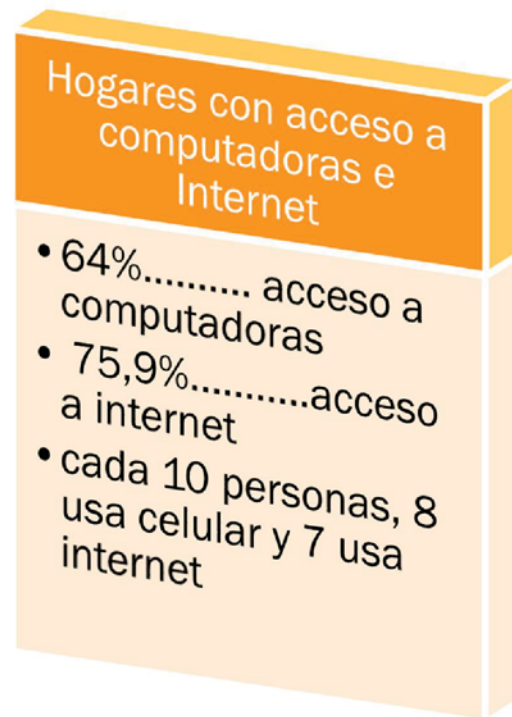 Hogares con acceso a
computadoras e
Internet
• 64%.......... acceso a
computadoras
• 75,9%...........acceso
a internet
• cada 10 personas, 8
usa celular y 7 usa
internet